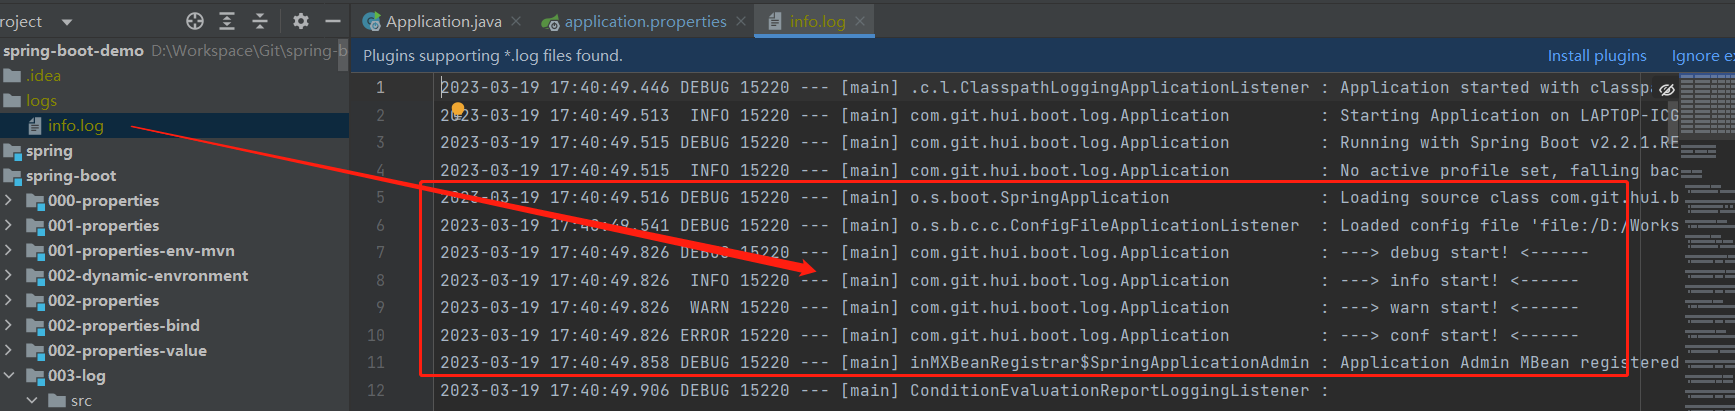 roject
Application.java
application.properties
info.log
spring-boot-demo D:\Workspace\Git\spring-b
Plugins supporting *.log files found.
Install plugins
Ignore ex
.idea
logs
info.log
spring
spring-boot
000-properties
001-properties
001-properties-env-mvn
002-dynamic-envronment
002-properties
002-properties-bind
002-properties-value
003-log
src
1 2023-03-19 17:40:49.446 DEBUG 15220 --- [main] .c.l.ClasspathLoggingApplicationListener : Application started with classpa
2 2023-03-19 17:40:49.513 INFO 15220 --- [main] com.git.hui.boot.log.Application : Starting Application on LAPTOP-ICG
3 2023-03-19 17:40:49.515 DEBUG 15220 --- [main] com.git.hui.boot.log.Application : Running with Spring Boot v2.2.1.RE
4 2023-03-19 17:40:49.515 INFO 15220 --- [main] com.git.hui.boot.log.Application : No active profile set, falling bac
5 2023-03-19 17:40:49.516 DEBUG 15220 --- [main] o.s.boot.SpringApplication : Loading source class com.git.hui.b
6 2023-03-19 17:40:49.541 DEBUG 15220 --- [main] o.s.b.c.c.ConfigFileApplicationListener : Loaded config file 'file:/D:/Works
7 2023-03-19 17:40:49.826 DEBUG 15220 --- [main] com.git.hui.boot.log.Application : ---> debug start! <------
8 2023-03-19 17:40:49.826 INFO 15220 --- [main] com.git.hui.boot.log.Application : ---> info start! <------
9 2023-03-19 17:40:49.826 WARN 15220 --- [main] com.git.hui.boot.log.Application : ---> warn start! <------
10 2023-03-19 17:40:49.826 ERROR 15220 --- [main] com.git.hui.boot.log.Application : ---> conf start! <------
11 2023-03-19 17:40:49.858 DEBUG 15220 --- [main] inMXBeanRegistrar$SpringApplicationAdmin : Application Admin MBean registered
12 2023-03-19 17:40:49.906 DEBUG 15220 --- [main] ConditionEvaluationReportLoggingListener :